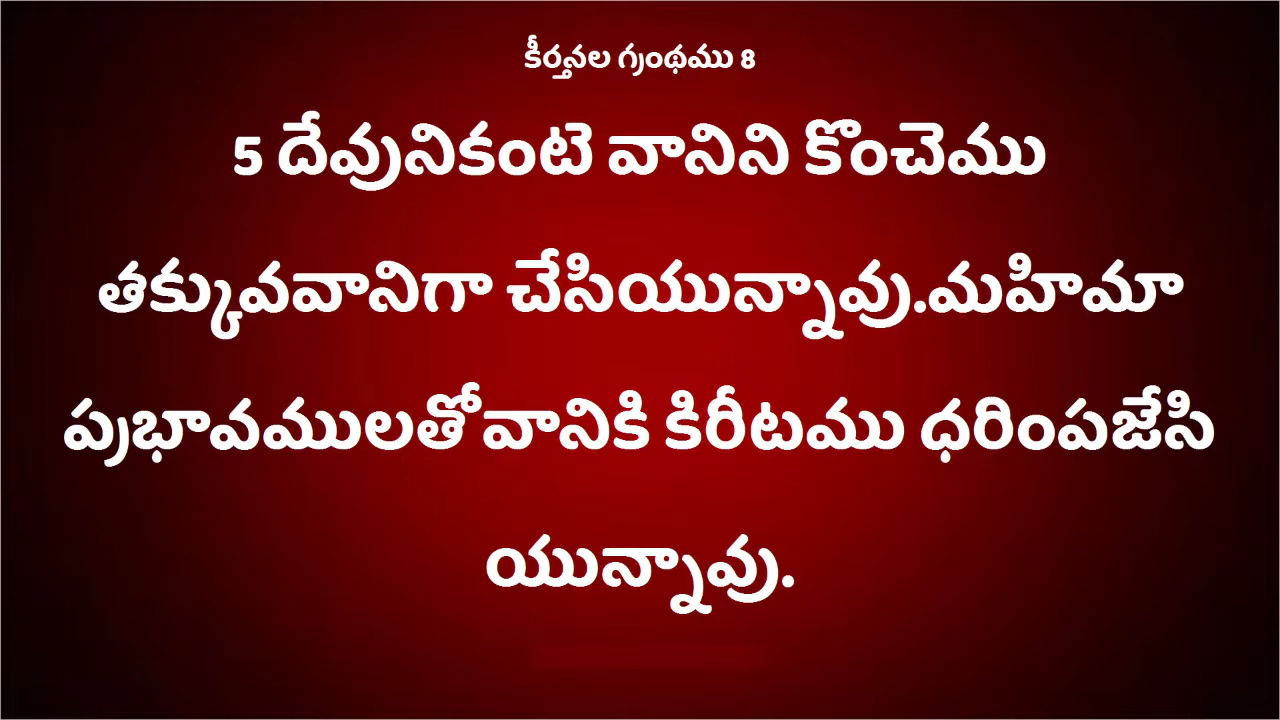 కీర్తనల గ్రంథము 8
5 దేవునికంటె వానిని కొంచెము
తక్కువవానిగా చేసియున్నావు.మహిమా
ప్రభావములతోవానికి కిరీటము ధరింపజేసి
యున్నావు.